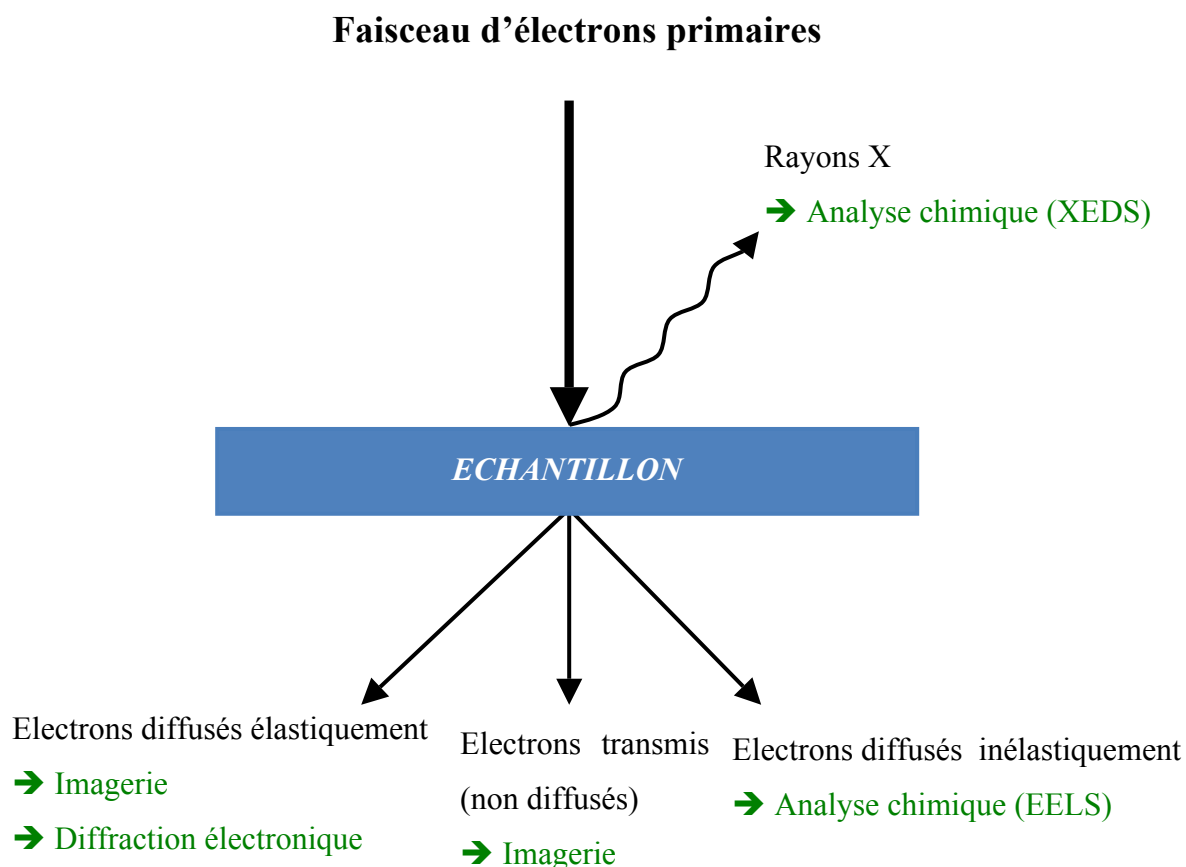 Faisceau d’électrons primaires
Rayons X
➔ Analyse chimique (XEDS)
ECHANTILLON
Electrons diffusés élastiquement
➔ Imagerie
➔ Diffraction électronique
Electrons transmis
(non diffusés)
➔ Imagerie
Electrons diffusés inélastiquement
➔ Analyse chimique (EELS)